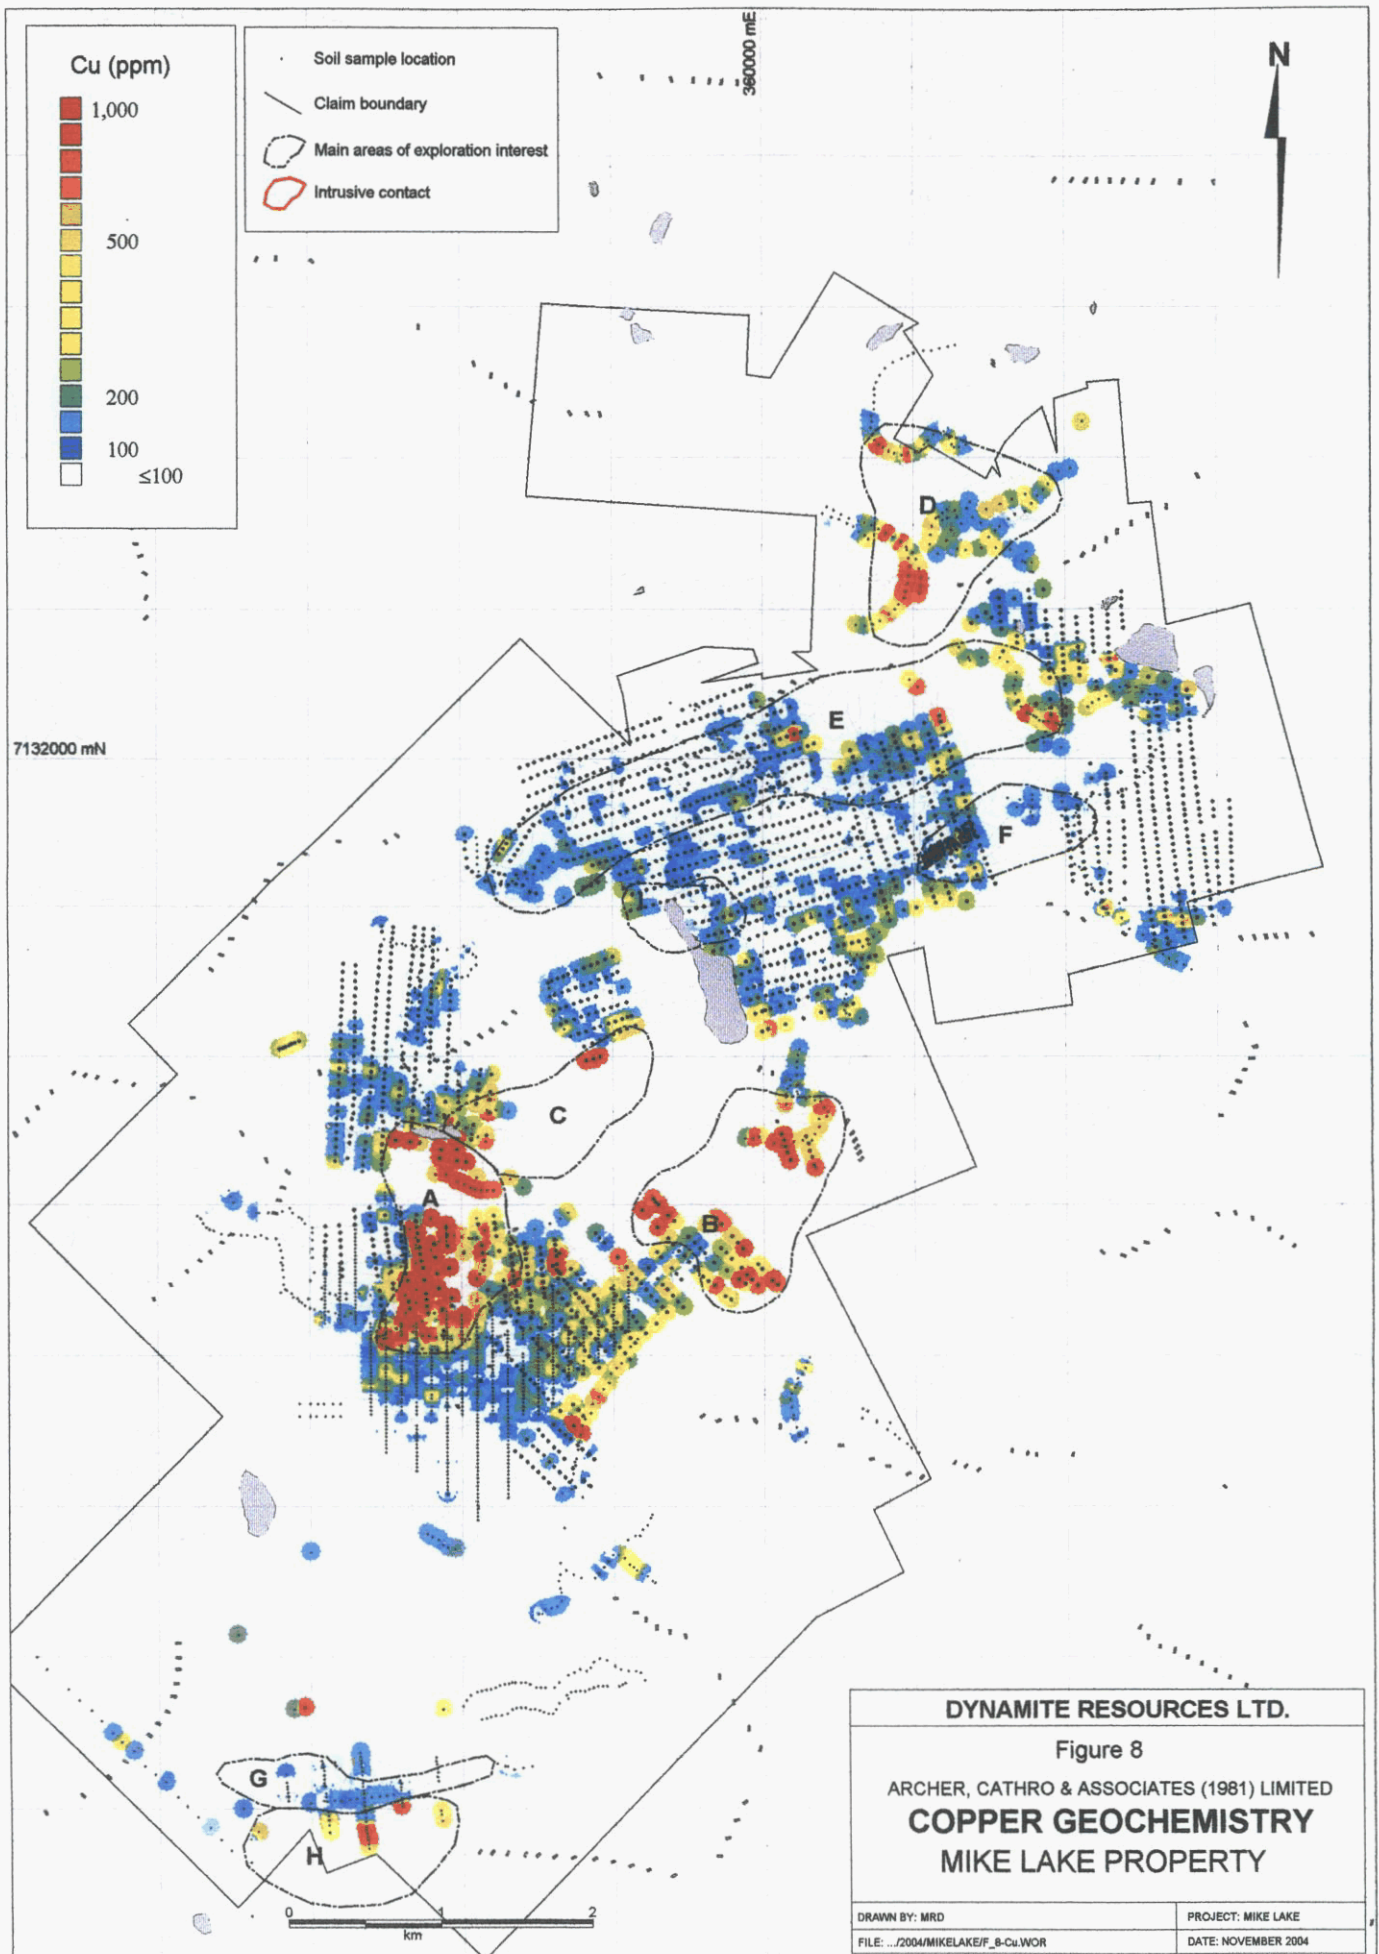 Cu (ppm)
1,000
500
200
100
≤100
Soil sample location
Claim boundary
Main areas of exploration interest
Intrusive contact
360000 mE
N
7132000 mN
D
E
F
C
A
B
G
H
0
1
2
km
DYNAMITE RESOURCES LTD.
Figure 8
ARCHER, CATHRO & ASSOCIATES (1981) LIMITED
COPPER GEOCHEMISTRY
MIKE LAKE PROPERTY
DRAWN BY: MRD
PROJECT: MIKE LAKE
FILE: .../2004/MIKELAKE/F_8-Cu.WOR
DATE: NOVEMBER 2004